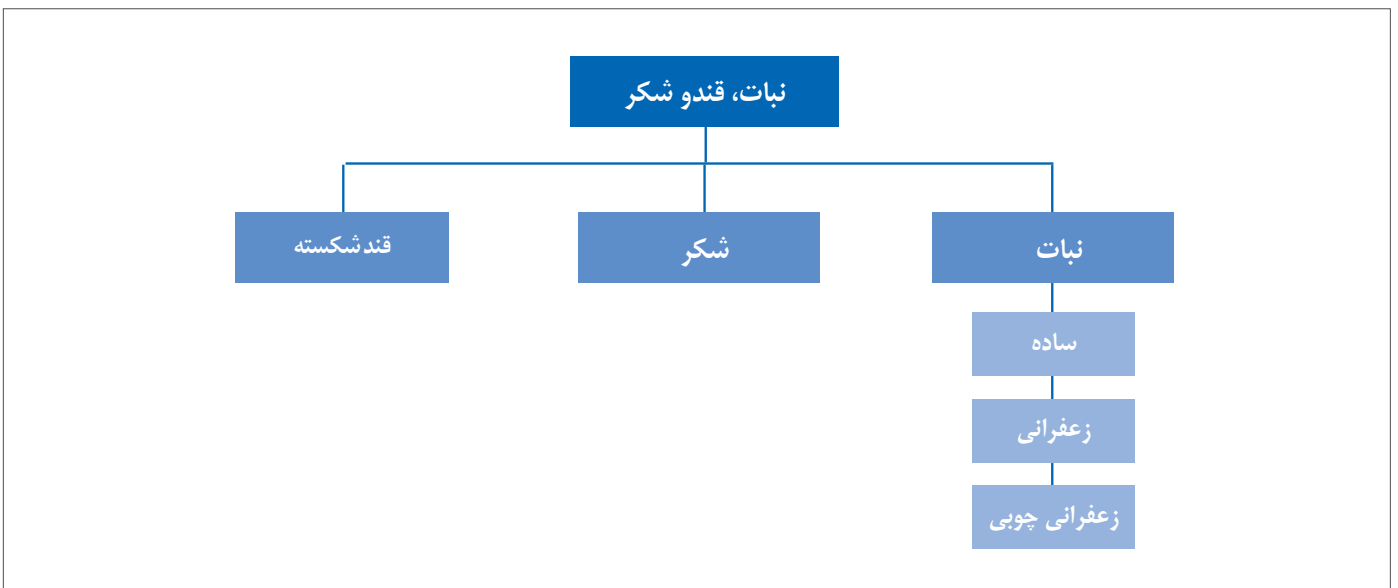 نبات، قندو شکر
نبات
شکر
قندشکسته
ساده
زعفرانی
زعفرانی چوبی